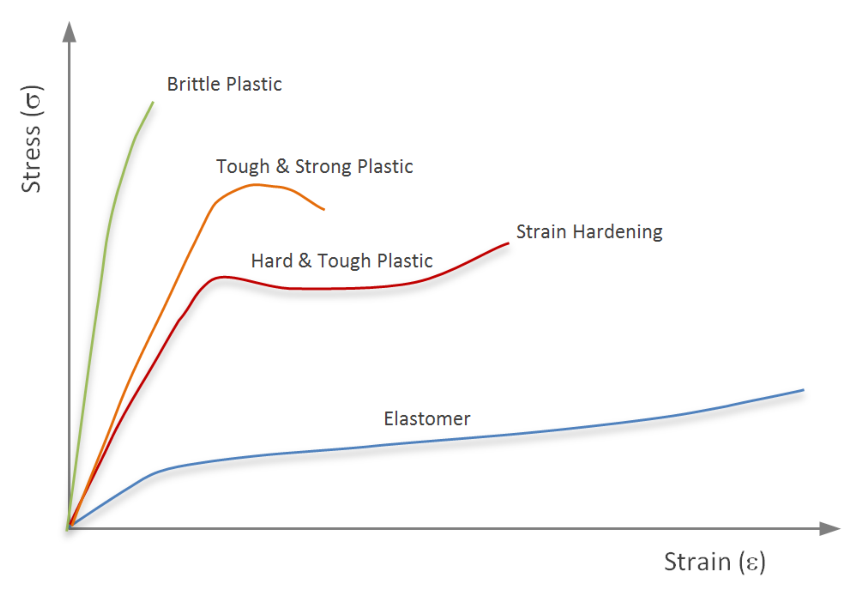 Brittle Plastic
Stress (σ)
Tough & Strong Plastic
Strain Hardening
Hard & Tough Plastic
Elastomer
Strain (ε)